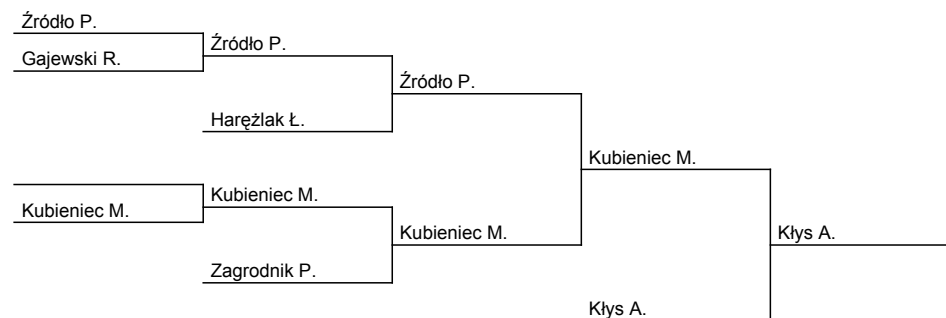 Źródło P.
Gajewski R.
Źródło P.
Harężlak Ł.
Źródło P.
Kubieniec M.
Kubieniec M.
Zagrodnik P.
Kubieniec M.
Kubieniec M.
Kłys A.
Kłys A.